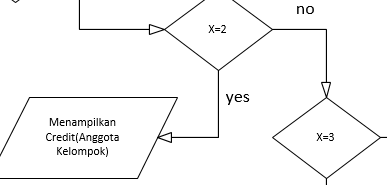 no
X=2
yes
Menampilkan
Credit(Anggota
Kelompok)
X=3